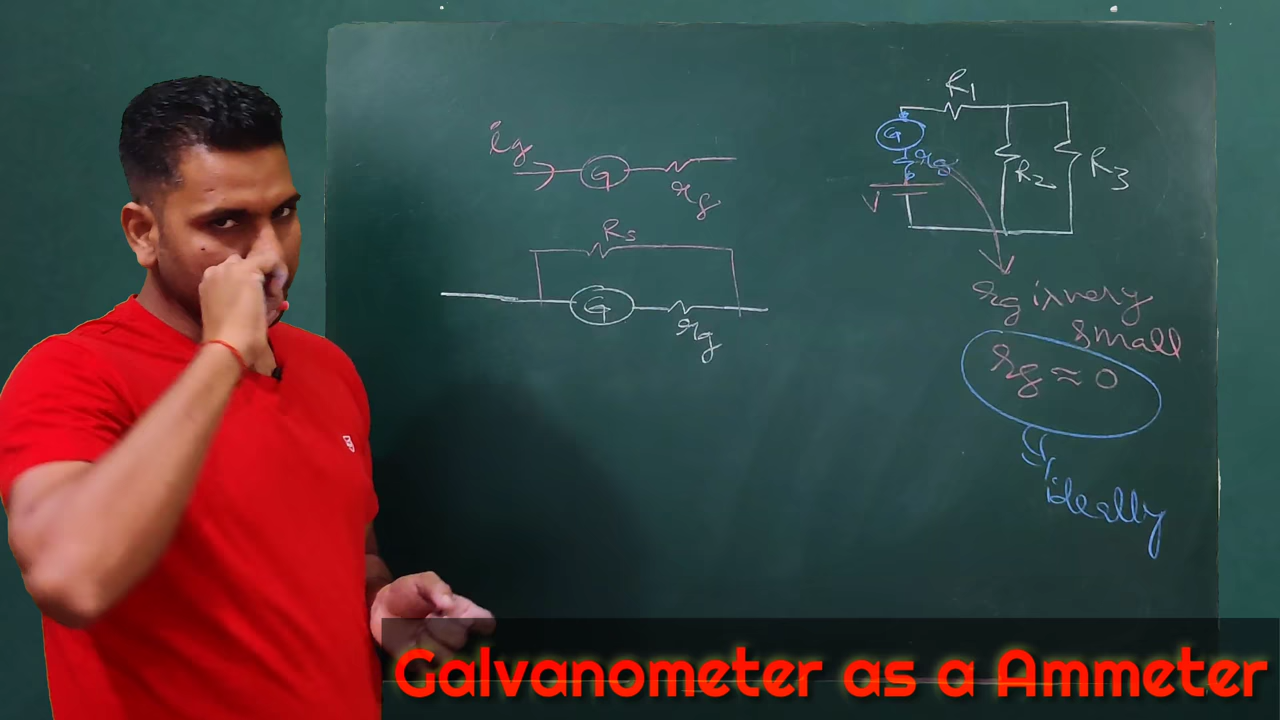 ig
G
rg
Rs
G
rg
R1
G
rg
V
R2
R3
rg is very
small
rg ≈ 0
ideally
Galvanometer as a Ammeter